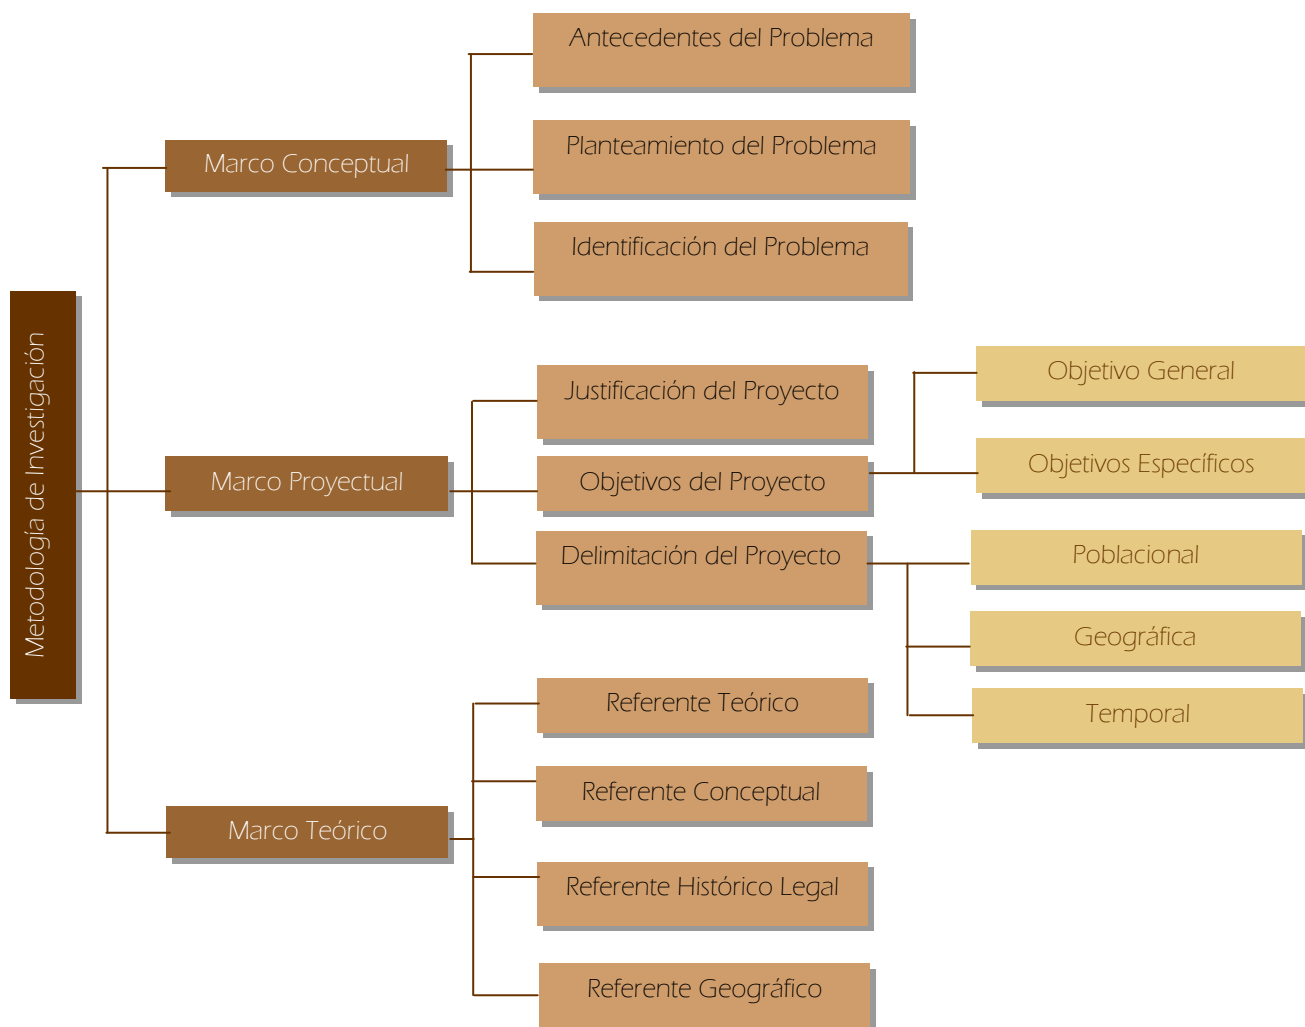 Metodología de Investigación
Marco Conceptual
Antecedentes del Problema
Planteamiento del Problema
Identificación del Problema
Marco Proyectual
Justificación del Proyecto
Objetivos del Proyecto
Objetivo General
Objetivos Específicos
Delimitación del Proyecto
Poblacional
Geográfica
Temporal
Marco Teórico
Referente Teórico
Referente Conceptual
Referente Histórico Legal
Referente Geográfico